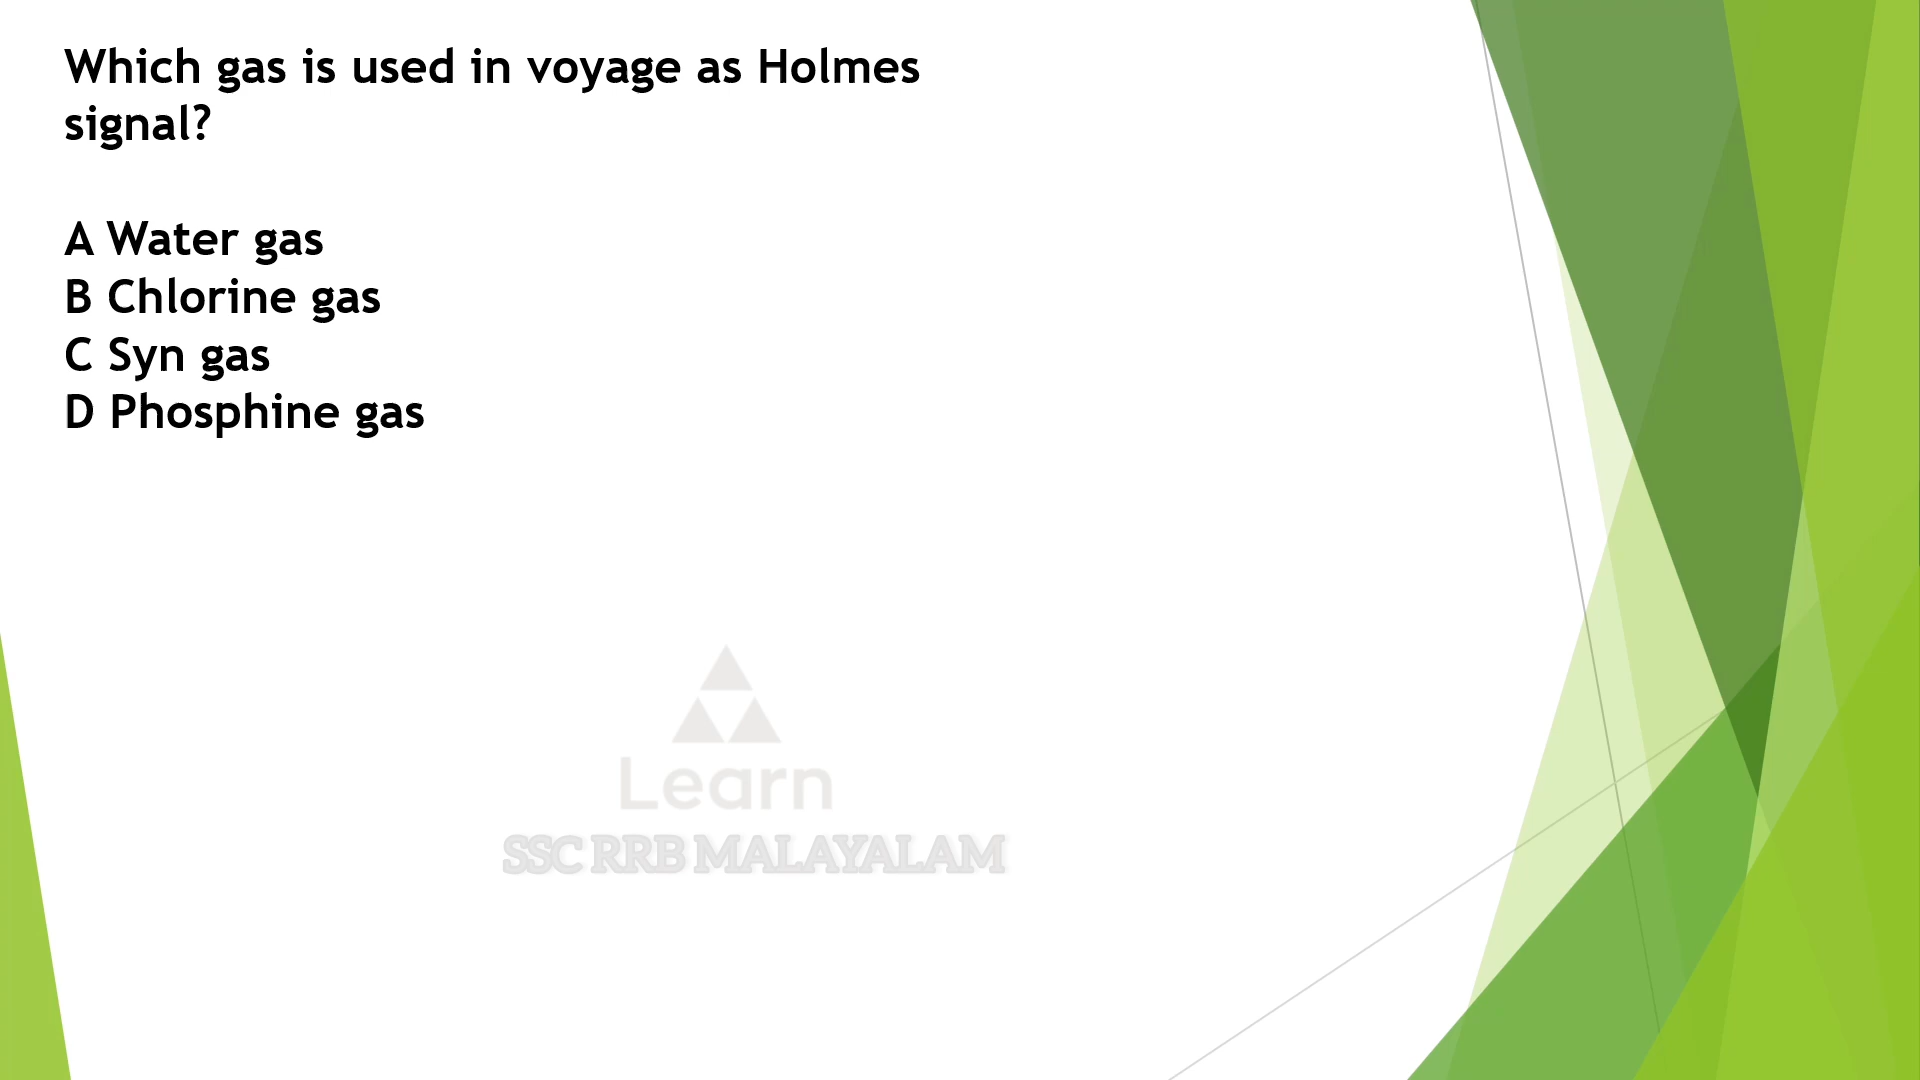 Which gas is used in voyage as Holmes
signal?
A Water gas
B Chlorine gas
C Syn gas
D Phosphine gas
Learn
SSC RRB MALAYALAM